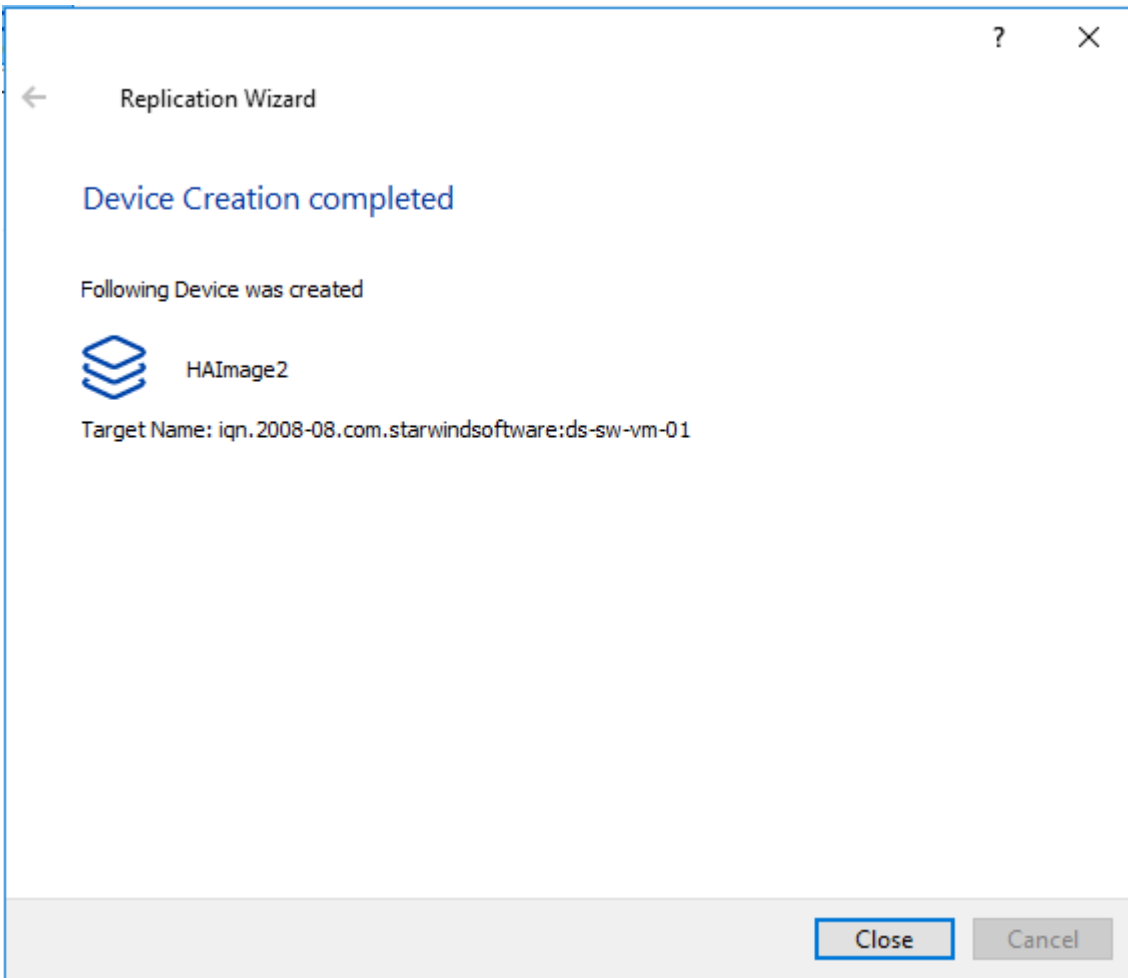 ?
Replication Wizard
Device Creation completed
Following Device was created
HAImage2
Target Name: iqn.2008-08.com.starwindsoftware:ds-sw-vm-01
Close
Cancel